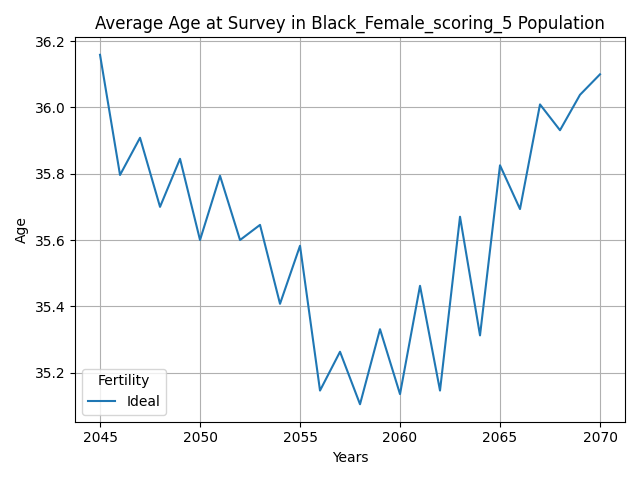 Average Age at Survey in Black_Female_scoring_5 Population
36.2
36.0
35.8
35.6
35.4
35.2
Age
Fertility
Ideal
2045 2050 2055 2060 2065 2070
Years